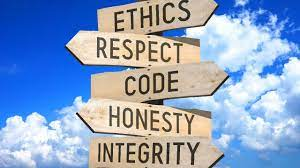 ETHICS
RESPECT
CODE
HONESTY
INTEGRITY